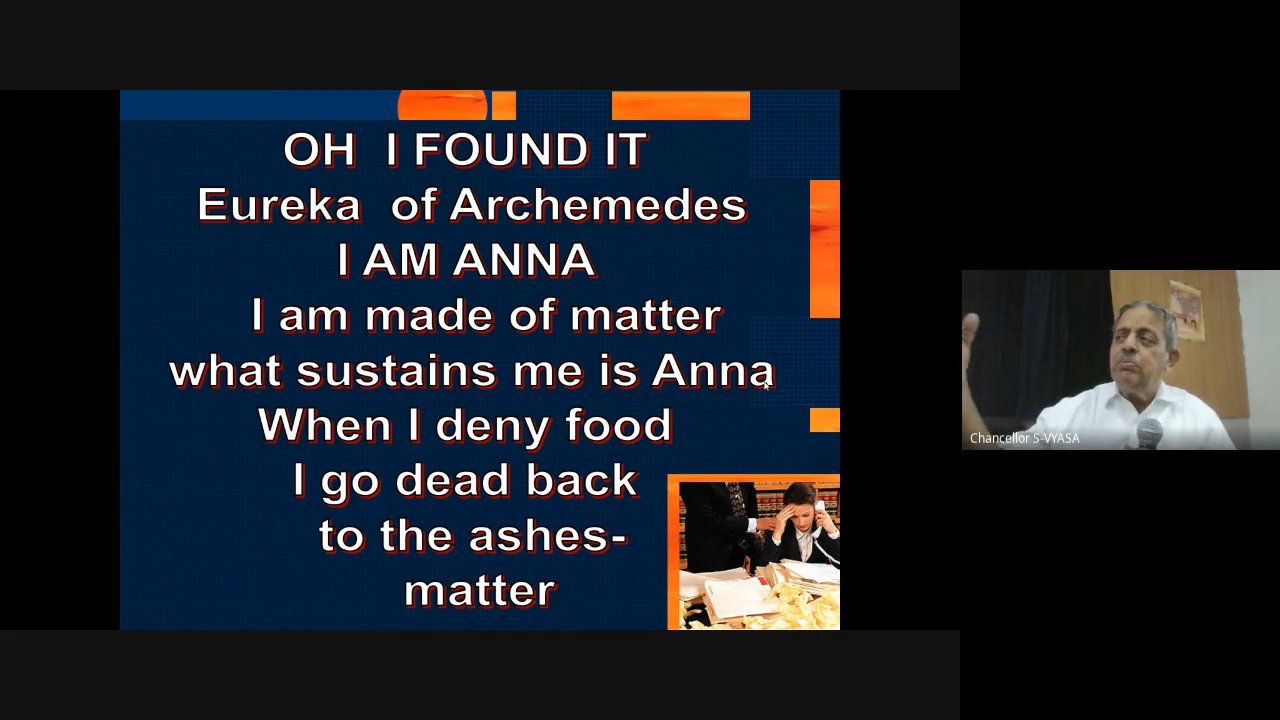 OH I FOUND IT
Eureka of Archemedes
I AM ANNA
I am made of matter
what sustains me is Anna
When I deny food
I go dead back
to the ashes-
matter
Chancellor S-VYASA